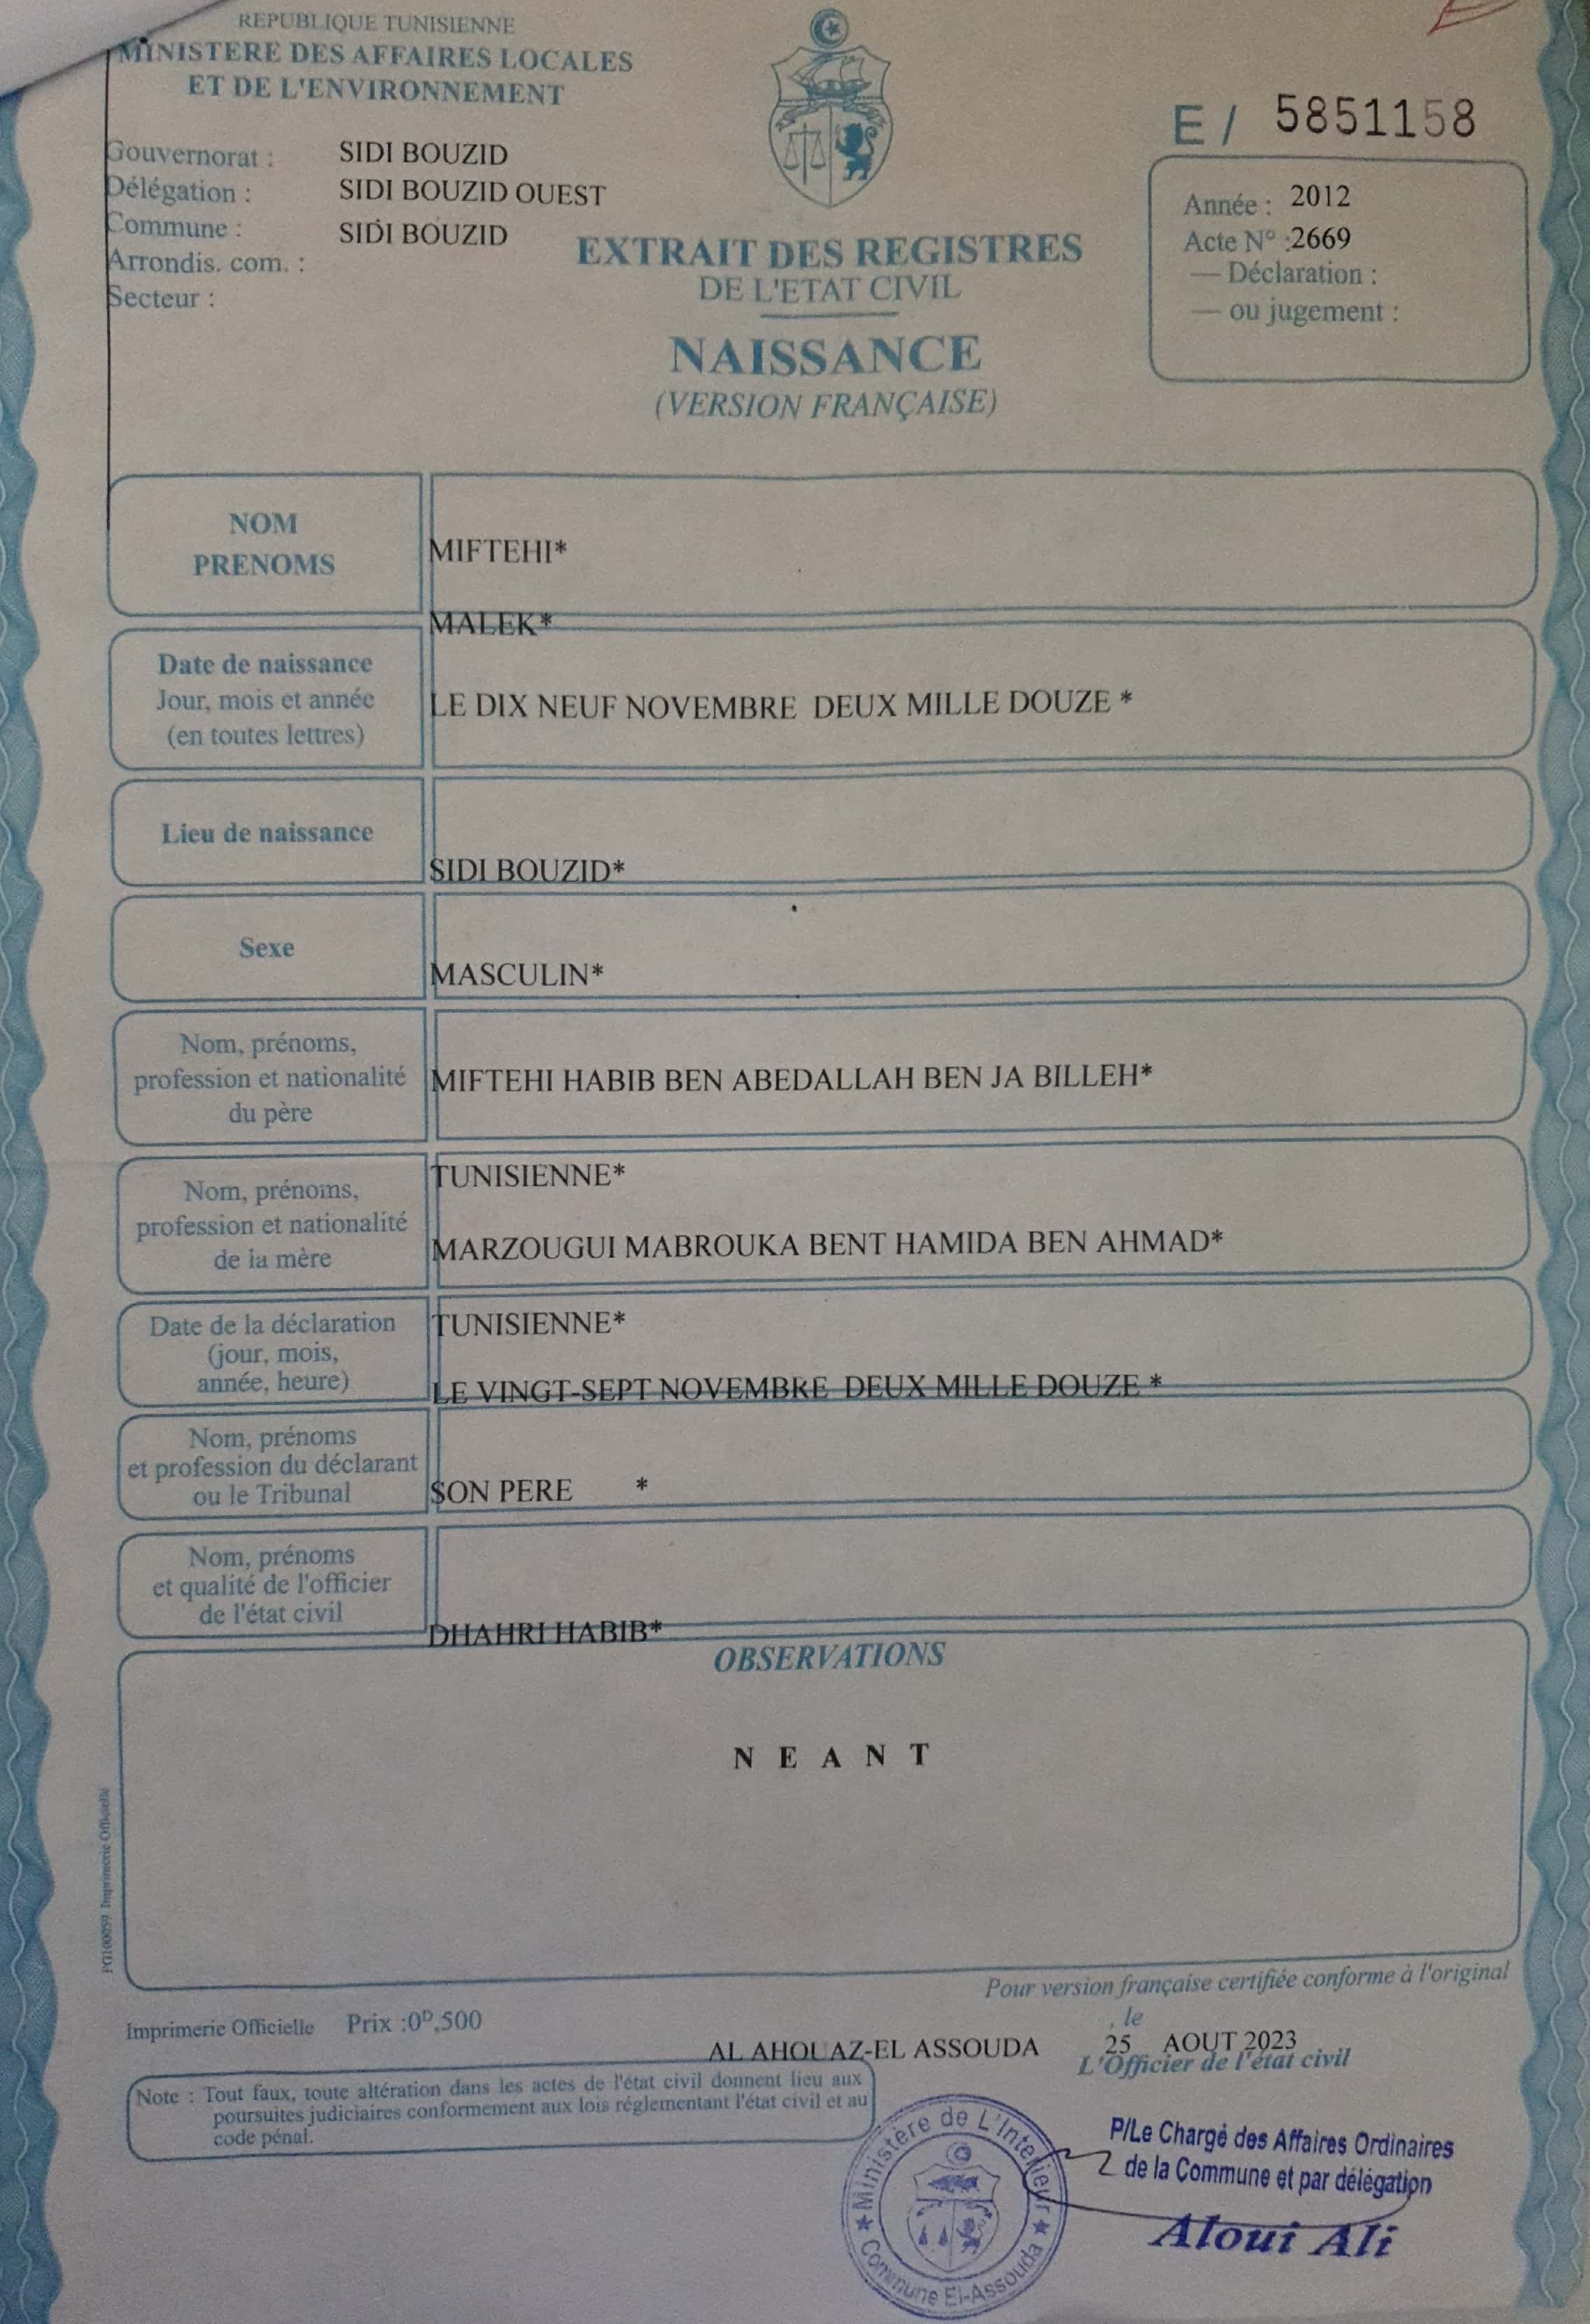 REPUBLIQUE TUNISIENNE
MINISTERE DES AFFAIRES LOCALES
ET DE L'ENVIRONNEMENT
Gouvernorat : SIDI BOUZID
Délégation : SIDI BOUZID OUEST
Commune : SIDI BOUZID
Arrondis. com. :
Secteur :
E / 5851158
Année : 2012
Acte N° :2669
— Déclaration :
— ou jugement :
EXTRAIT DES REGISTRES
DE L'ETAT CIVIL
NAISSANCE
(VERSION FRANÇAISE)
NOM
PRENOMS
MIFTEHI*
MALEK*
Date de naissance
Jour, mois et année
(en toutes lettres)
LE DIX NEUF NOVEMBRE DEUX MILLE DOUZE *
Lieu de naissance
SIDI BOUZID*
Sexe
MASCULIN*
Nom, prénoms,
profession et nationalité
du père
MIFTEHI HABIB BEN ABEDALLAH BEN JA BILLEH*
TUNISIENNE*
Nom, prénoms,
profession et nationalité
de la mère
MARZOUGUI MABROUKA BENT HAMIDA BEN AHMAD*
TUNISIENNE*
Date de la déclaration
(jour, mois,
année, heure)
LE VINGT-SEPT NOVEMBRE DEUX MILLE DOUZE *
Nom, prénoms
et profession du déclarant
ou le Tribunal
SON PERE *
Nom, prénoms
et qualité de l'officier
de l'état civil
DHAHRI HABIB*
OBSERVATIONS
N E A N T
PG100059 Imprimerie Officielle
Pour version française certifiée conforme à l'original
Imprimerie Officielle Prix :0ᴰ,500
AL AHOUAZ-EL ASSOUDA , le 25 AOUT 2023
L'Officier de l'état civil
Note : Tout faux, toute altération dans les actes de l'état civil donnent lieu aux
poursuites judiciaires conformement aux lois réglementant l'état civil et au
code pénal.
★ Ministère de L'Interieur ★
Commune El-Assouda
P/Le Chargé des Affaires Ordinaires
de la Commune et par délégation
Aloui Ali